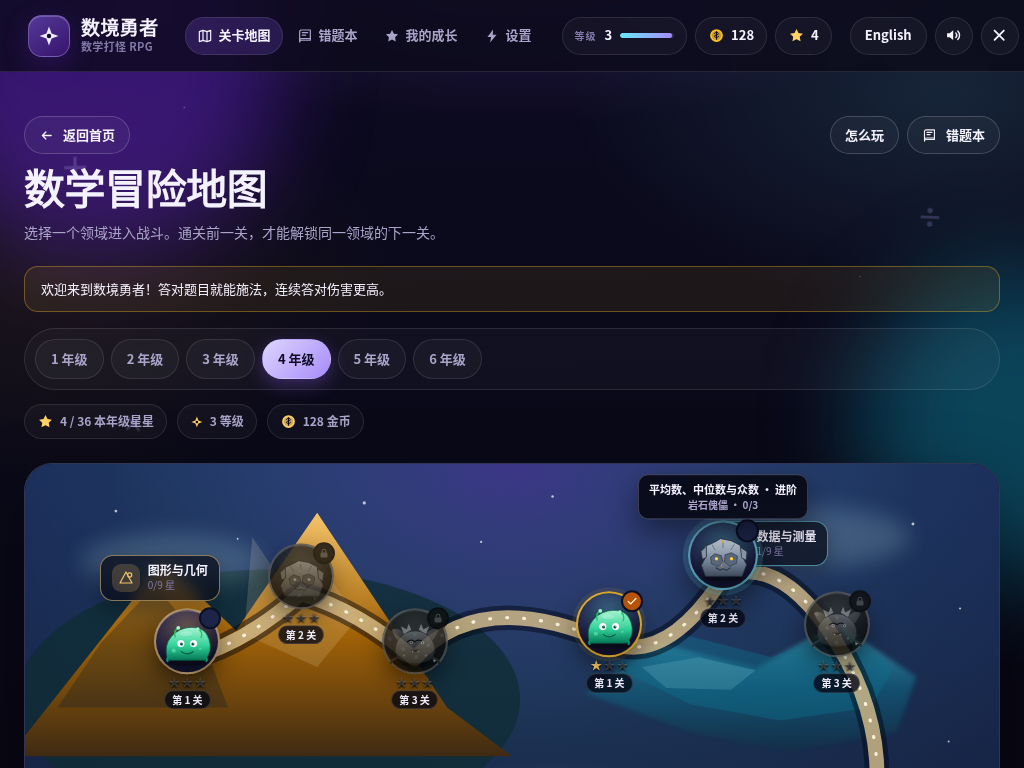 数境勇者
数学打怪 RPG
关卡地图
错题本
我的成长
设置
等级 3
128
4
English
返回首页
怎么玩
错题本
数学冒险地图
选择一个领域进入战斗。通关前一关，才能解锁同一领域的下一关。
欢迎来到数境勇者！答对题目就能施法，连续答对伤害更高。
1 年级
2 年级
3 年级
4 年级
5 年级
6 年级
4 / 36 本年级星星
3 等级
128 金币
平均数、中位数与众数 · 进阶
岩石傀儡 · 0/3
数据与测量
1/9 星
图形与几何
0/9 星
第 2 关
第 2 关
第 1 关
第 3 关
第 1 关
第 3 关